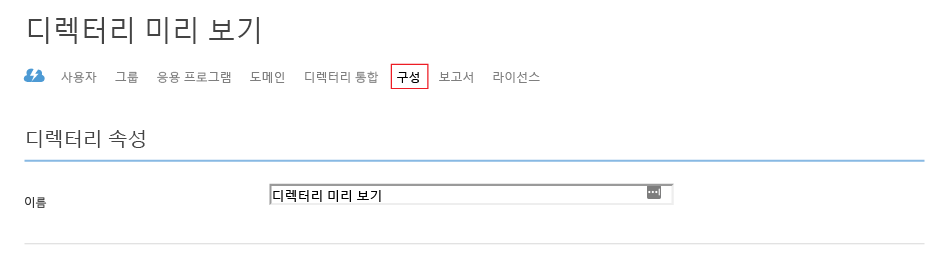 디렉터리 미리 보기
사용자 그룹 응용 프로그램 도메인 디렉터리 통합 구성 보고서 라이선스
디렉터리 속성
이름 디렉터리 미리 보기